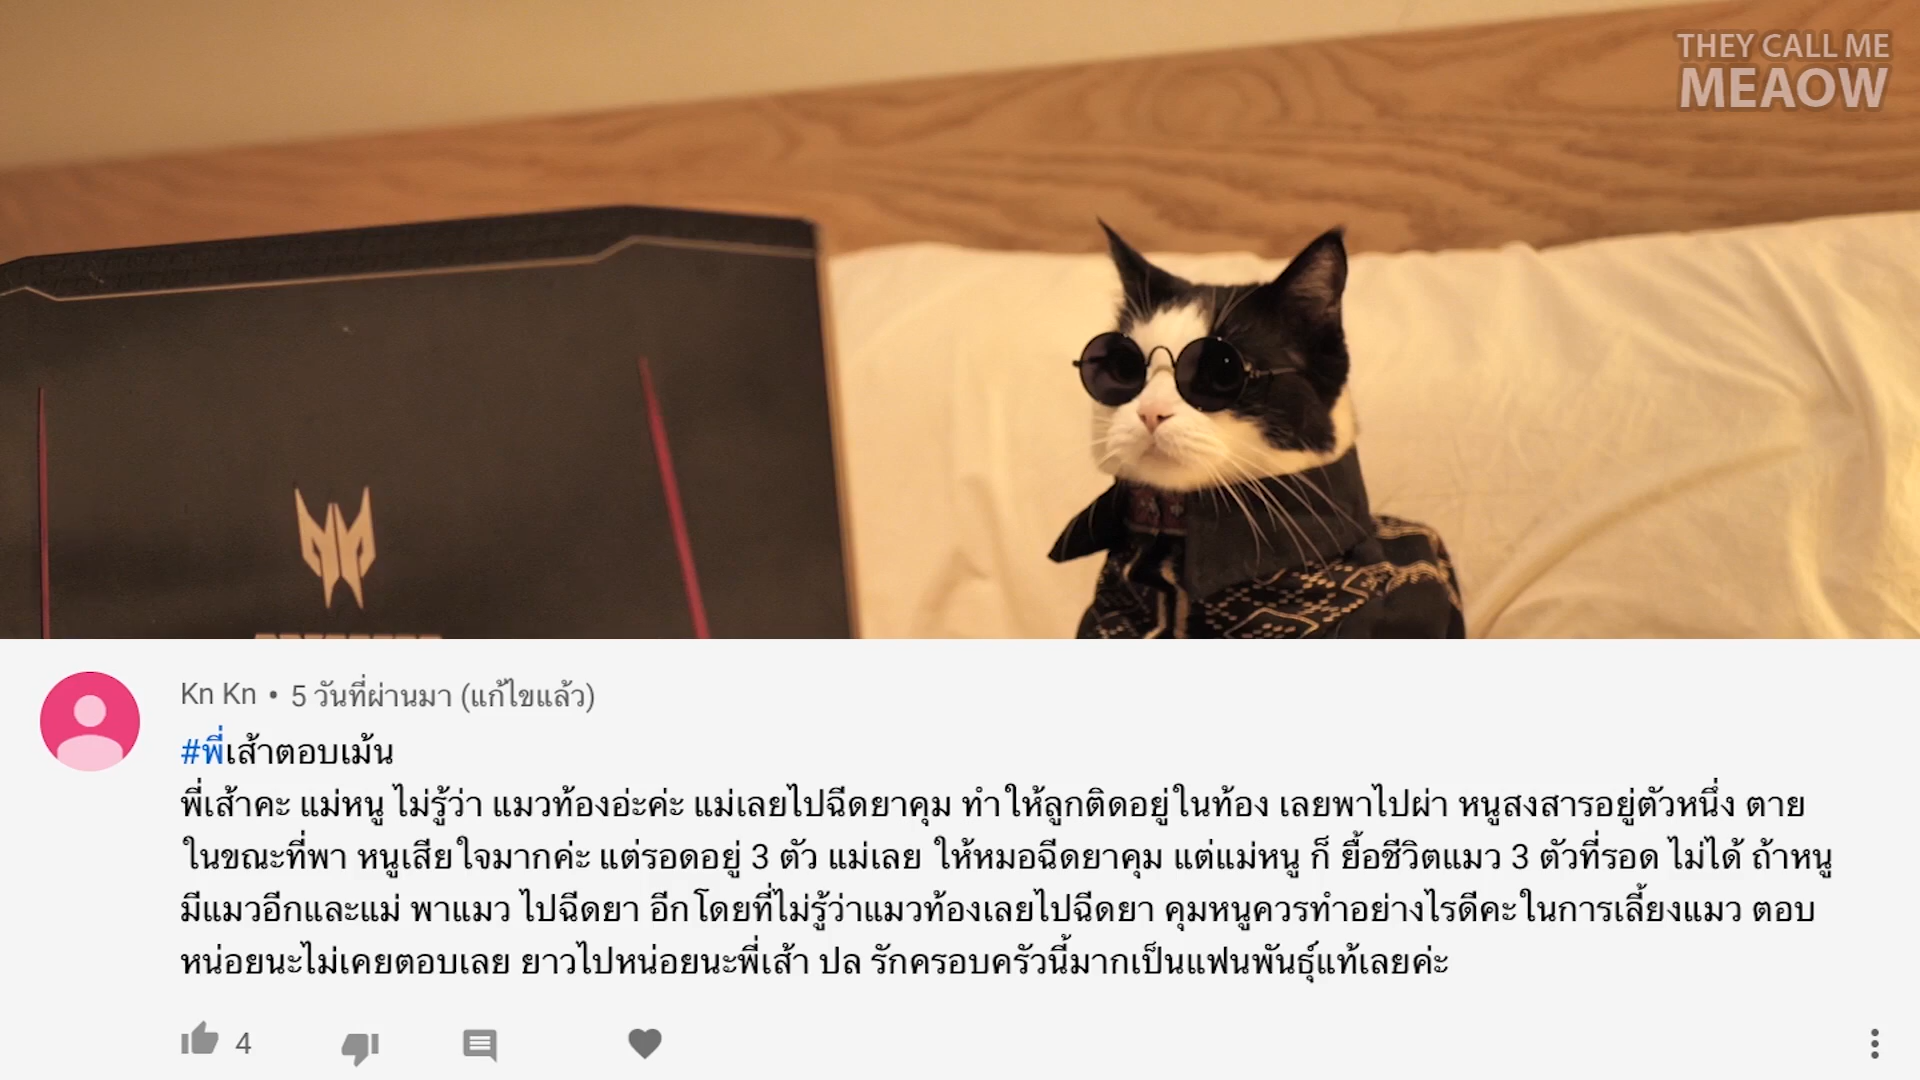 THEY CALL ME
MEAOW
Kn Kn • 5 วันที่ผ่านมา (แก้ไขแล้ว)
#พี่เส้าตอบเม้น
พี่เส้าคะ แม่หนู ไม่รู้ว่า แมวท้องอ่ะค่ะ แม่เลยไปฉีดยาคุม ทำให้ลูกติดอยู่ในท้อง เลยพาไปผ่า หนูสงสารอยู่ตัวหนึ่ง ตาย
ในขณะที่พา หนูเสียใจมากค่ะ แต่รอดอยู่ 3 ตัว แม่เลย ให้หมอฉีดยาคุม แต่แม่หนู ก็ ยื้อชีวิตแมว 3 ตัวที่รอด ไม่ได้ ถ้าหนู
มีแมวอีกและแม่ พาแมว ไปฉีดยา อีกโดยที่ไม่รู้ว่าแมวท้องเลยไปฉีดยา คุมหนูควรทำอย่างไรดีคะในการเลี้ยงแมว ตอบ
หน่อยนะไม่เคยตอบเลย ยาวไปหน่อยนะพี่เส้า ปล รักครอบครัวนี้มากเป็นแฟนพันธุ์แท้เลยค่ะ
4